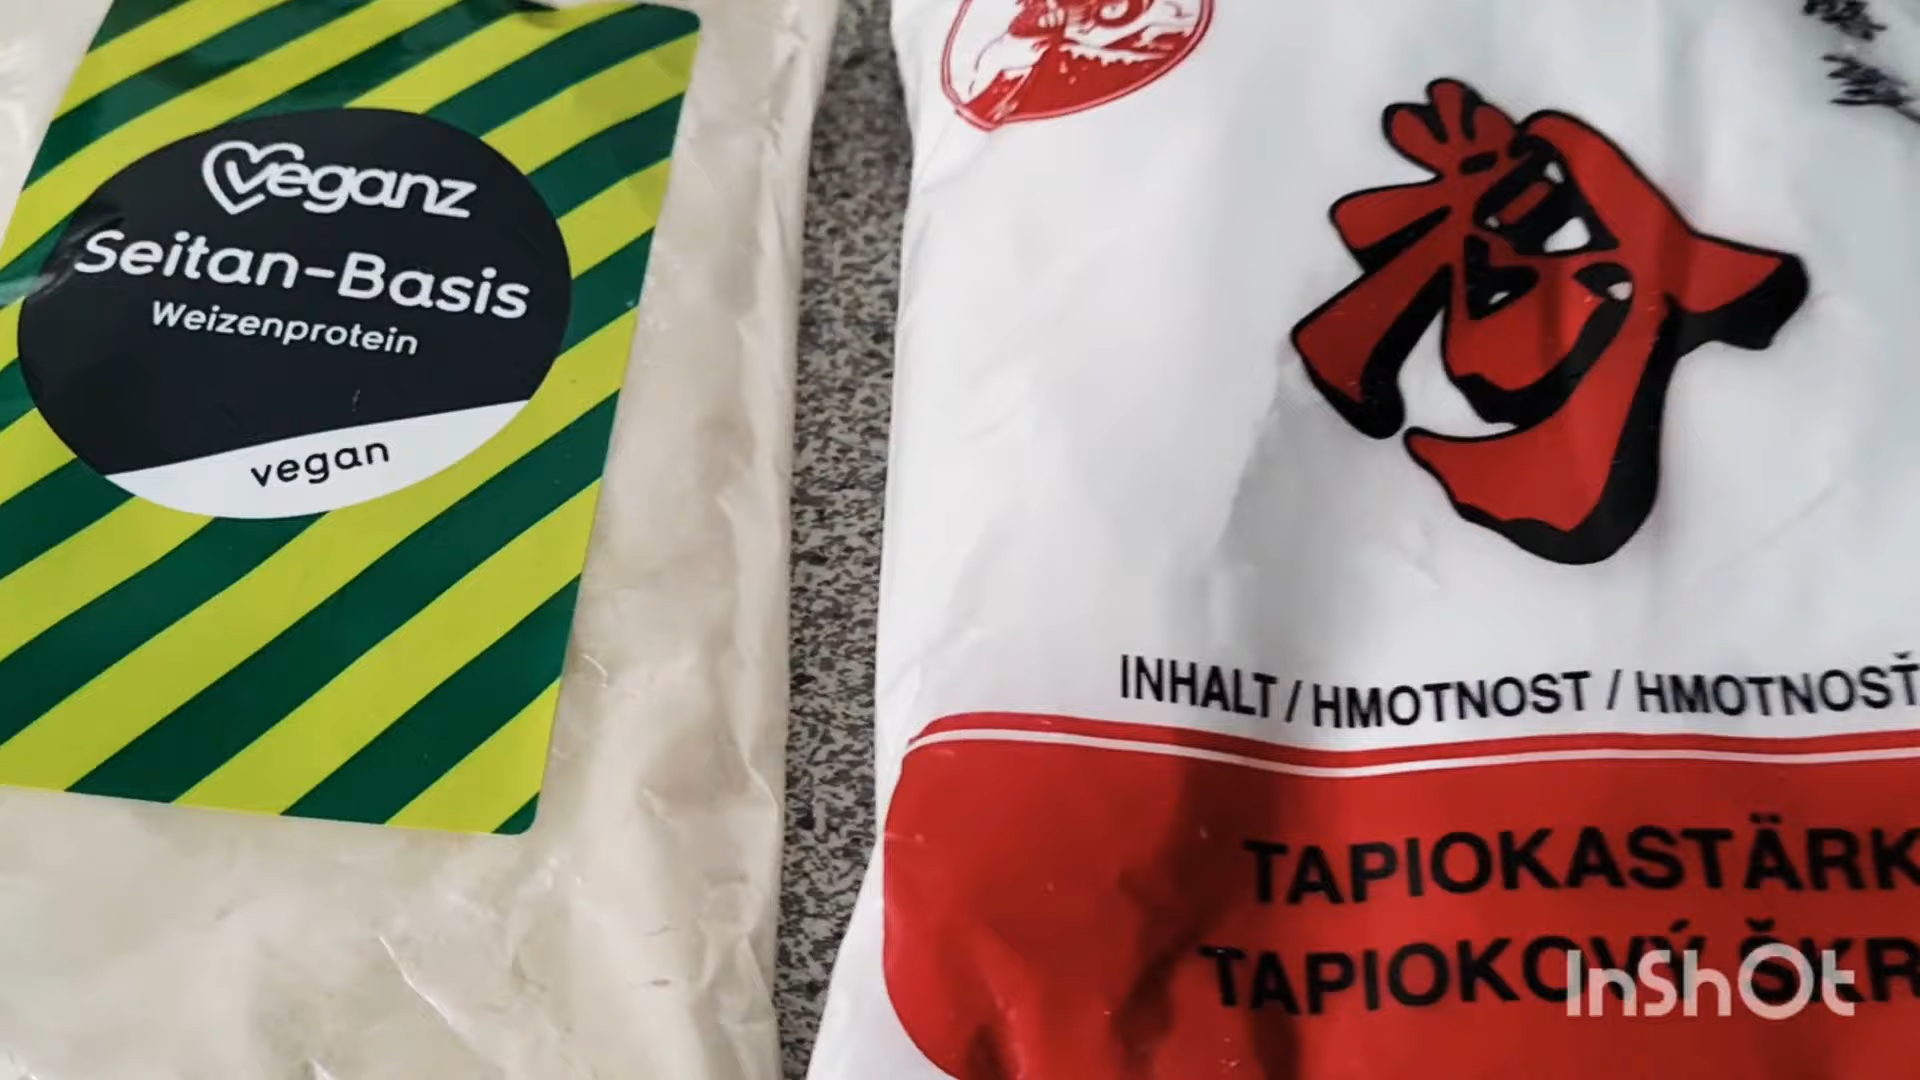 veganz
Seitan-Basis
Weizenprotein
vegan
INHALT / HMOTNOST / HMOTNOSŤ
TAPIOKASTÄRK
TAPIOKOVÝ ŠKR
InShOt